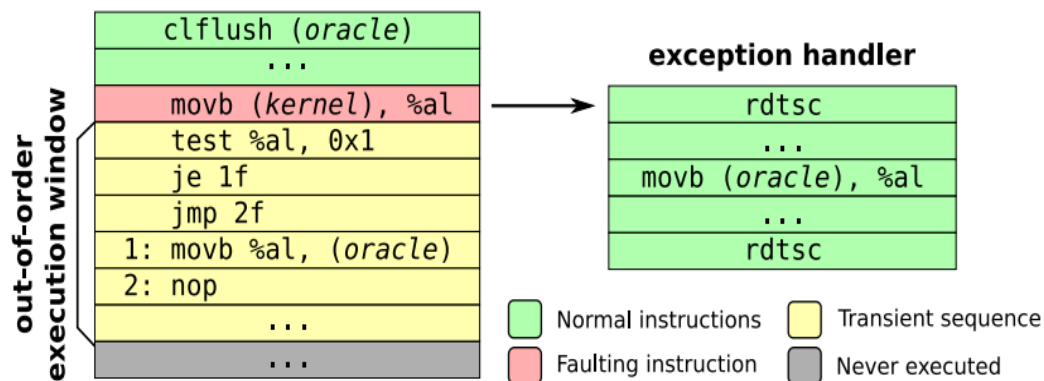 clflush (oracle)
...
movb (kernel), %al
test %al, 0x1
je 1f
jmp 2f
1: movb %al, (oracle)
2: nop
...
...
out-of-order
execution window
exception handler
rdtsc
...
movb (oracle), %al
...
rdtsc
Normal instructions
Transient sequence
Faulting instruction
Never executed